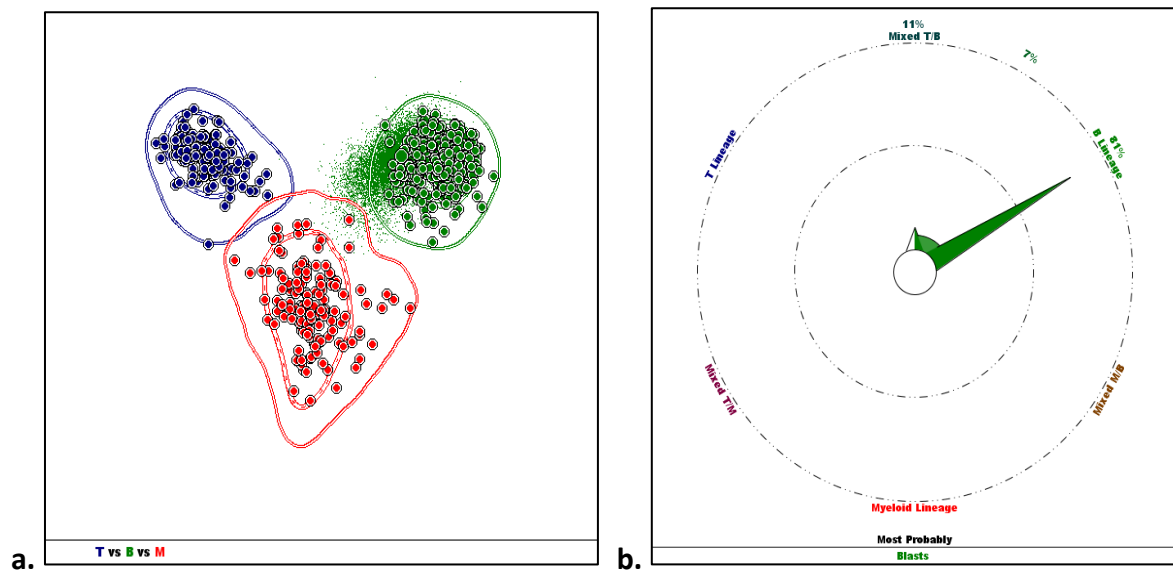 a.
T vs B vs M
b.
11%
Mixed T/B
7%
T Lineage
81%
B Lineage
Mixed T/M
Mixed M/B
Myeloid Lineage
Most Probably
Blasts